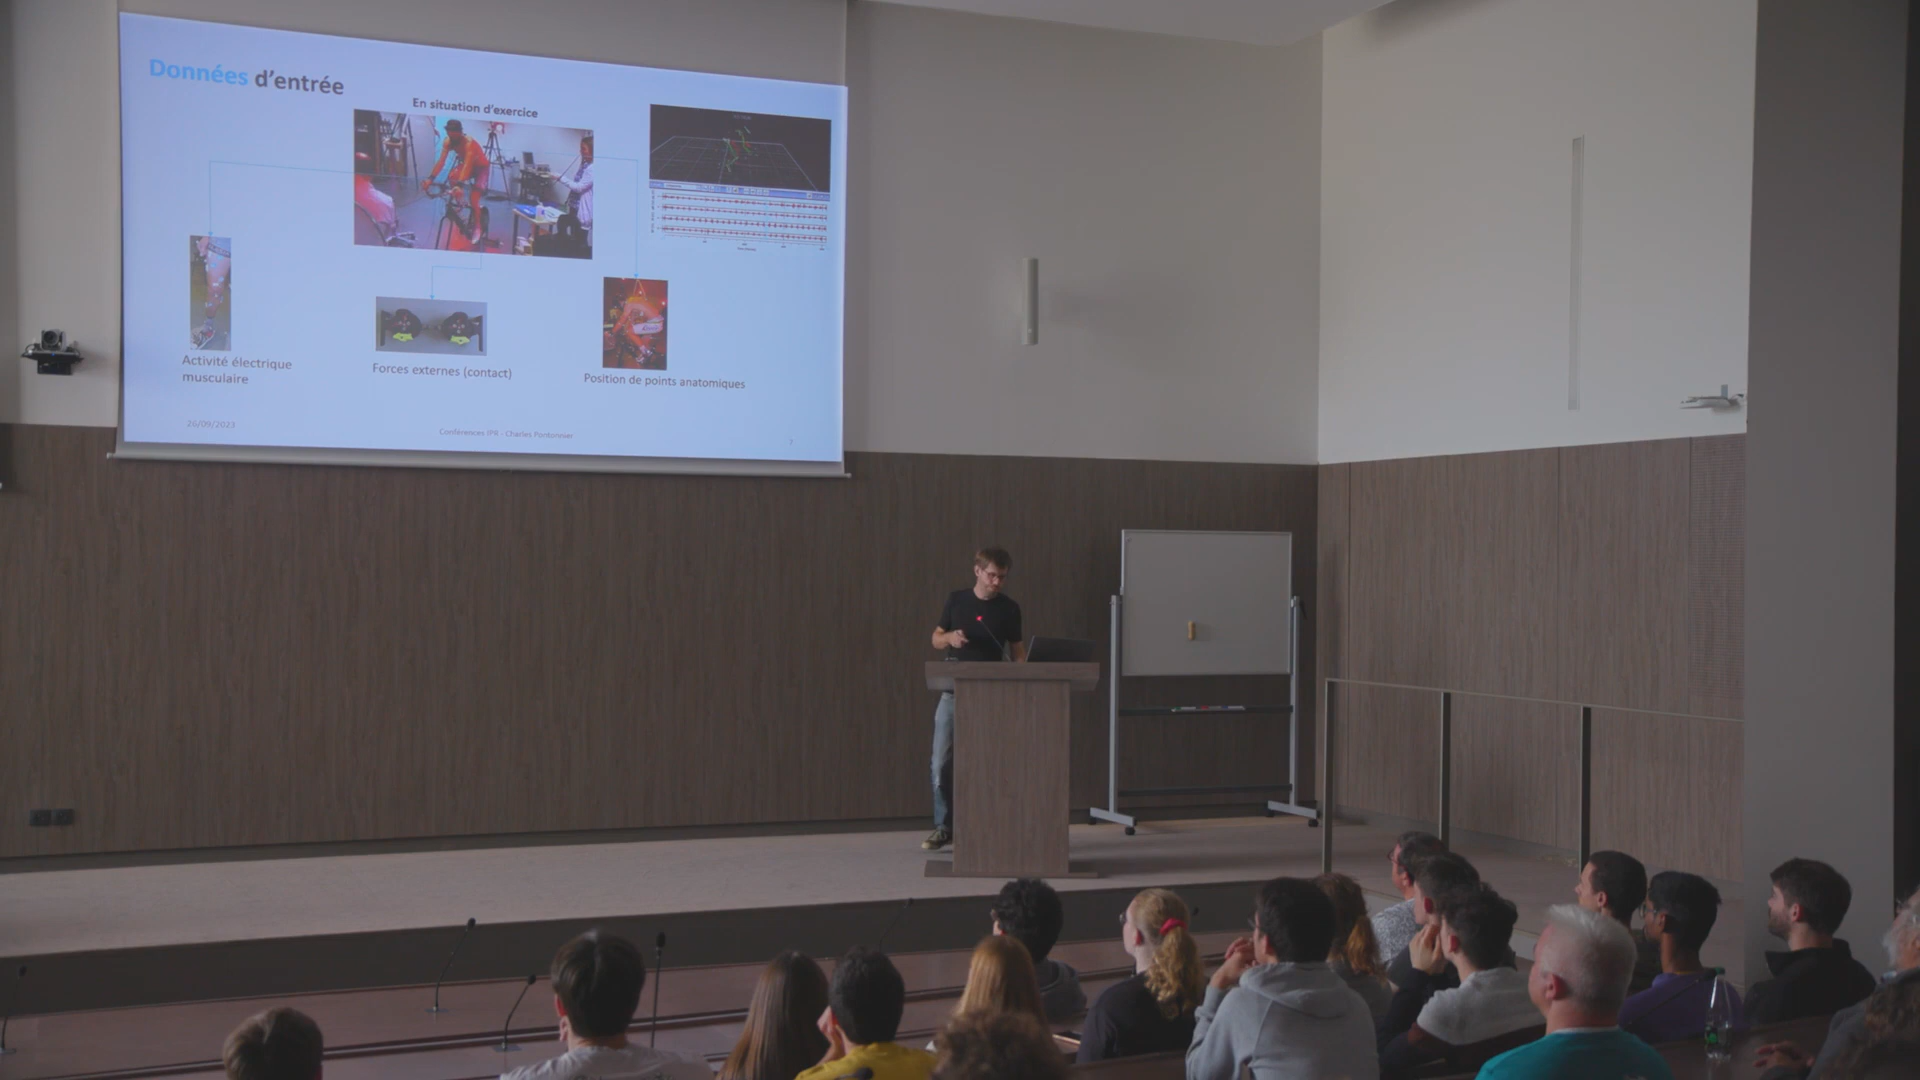 Données d'entrée
En situation d'exercice
Activité électrique
musculaire
Forces externes (contact)
Position de points anatomiques
26/09/2023
Conférences IPR - Charles Pontonnier
7